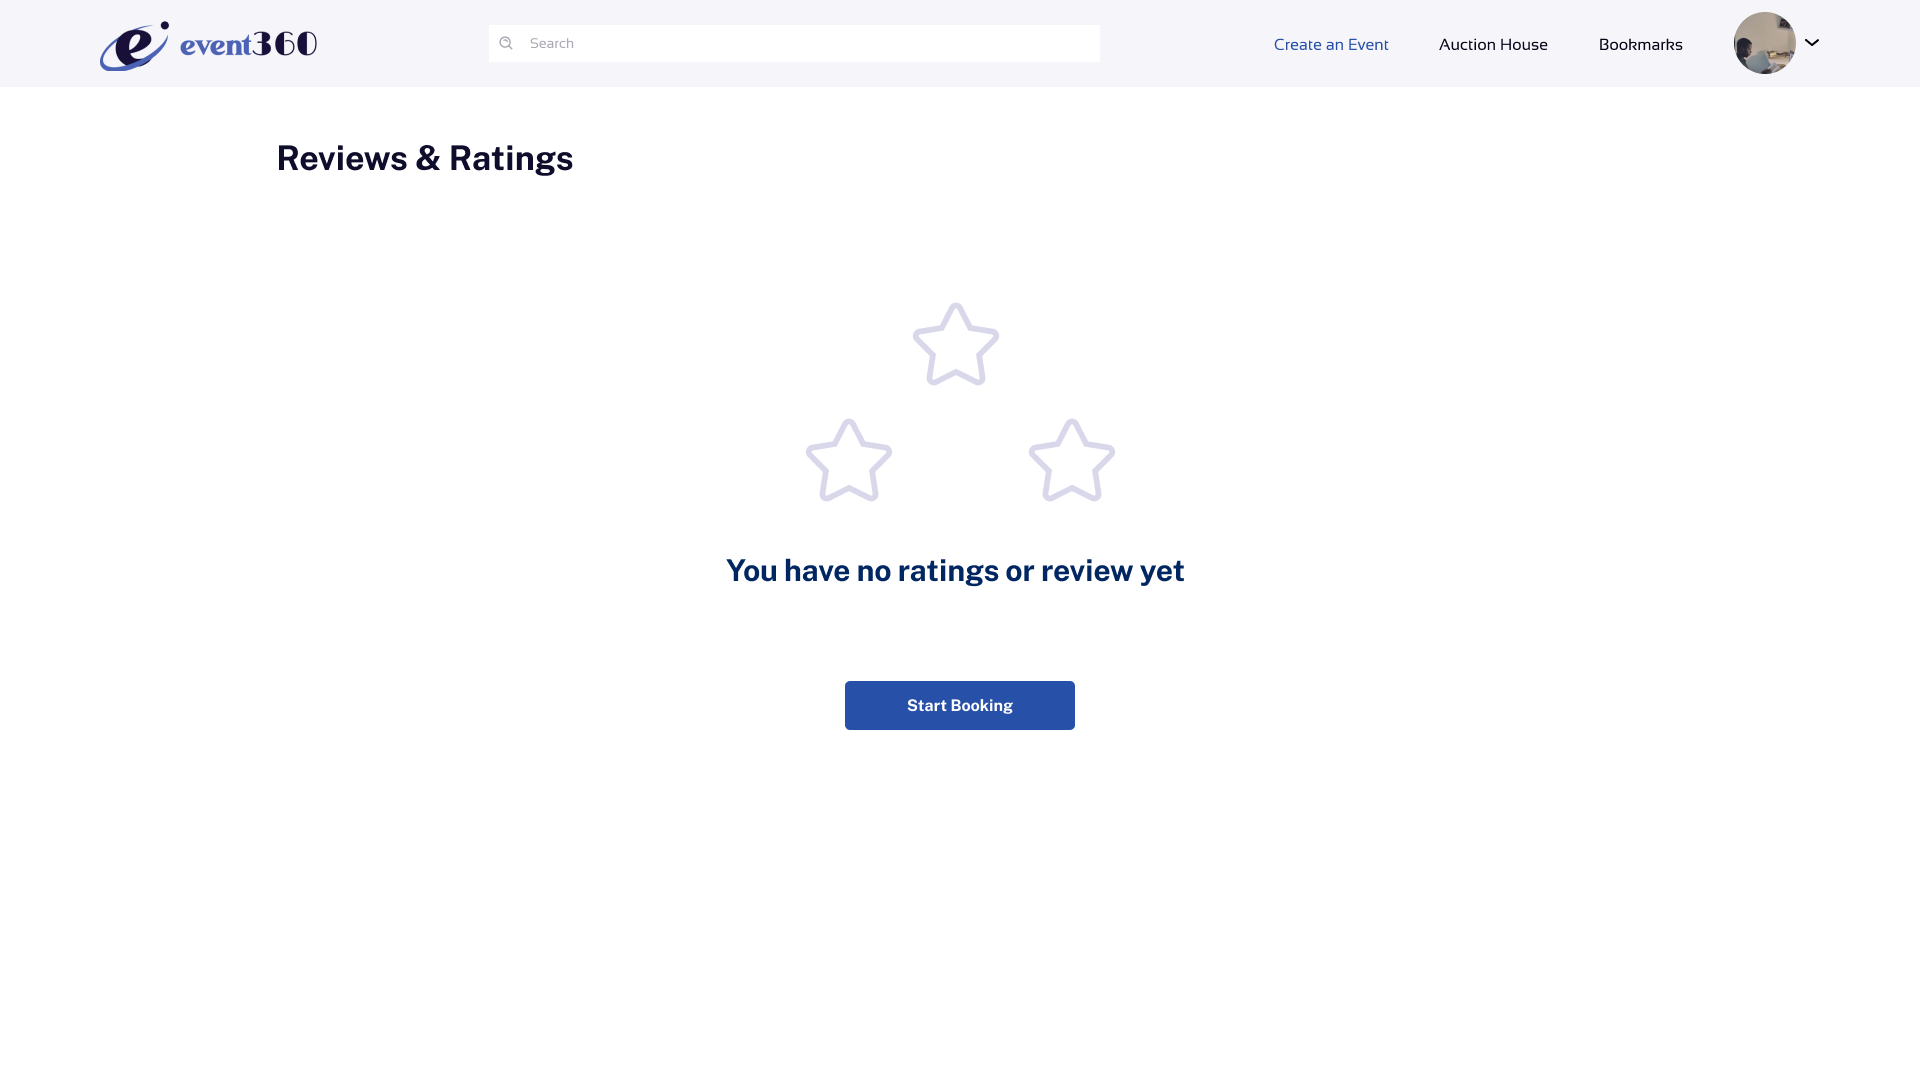 event360
Search
Create an Event
Auction House
Bookmarks
Reviews & Ratings
You have no ratings or review yet
Start Booking